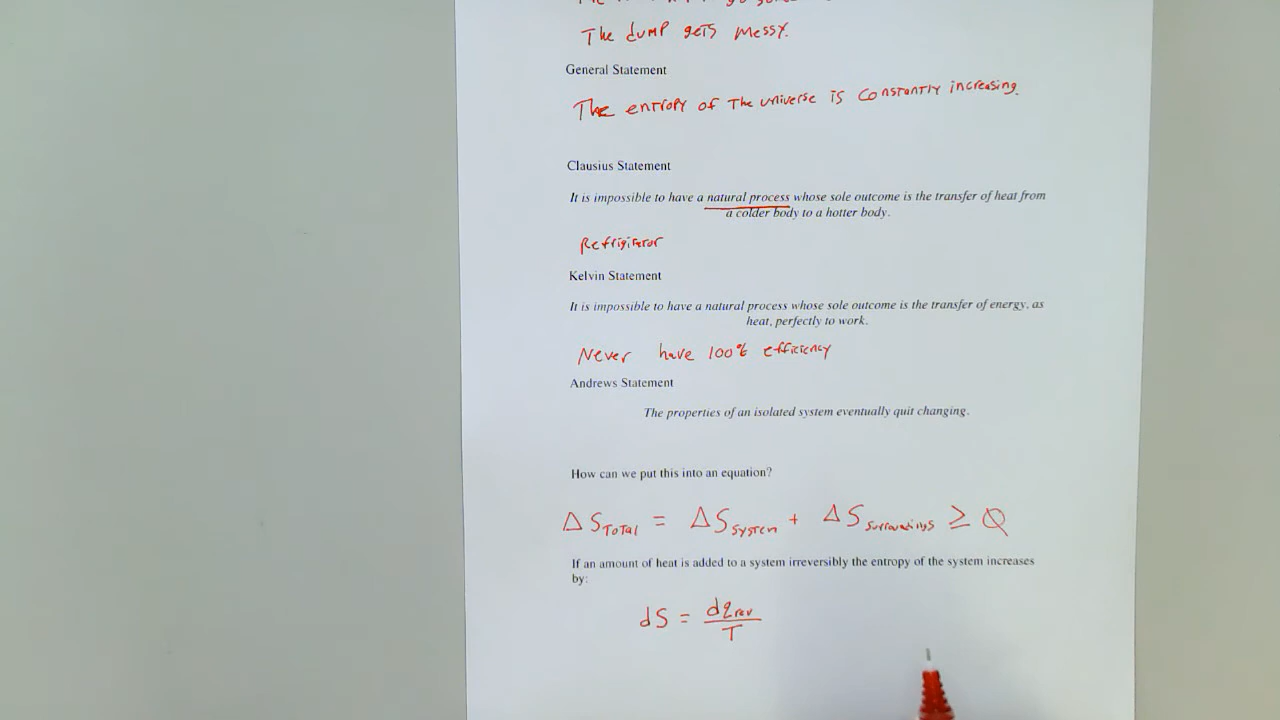 The dump gets messy.
General Statement
The entropy of the universe is constantly increasing.
Clausius Statement
It is impossible to have a natural process whose sole outcome is the transfer of heat from
a colder body to a hotter body.
Refrigirator
Kelvin Statement
It is impossible to have a natural process whose sole outcome is the transfer of energy, as
heat, perfectly to work.
Never have 100% efficiency
Andrews Statement
The properties of an isolated system eventually quit changing.
How can we put this into an equation?
ΔS_Total = ΔS_System + ΔS_surroundings ≥ 0
If an amount of heat is added to a system irreversibly the entropy of the system increases
by:
dS = dq_rev / T